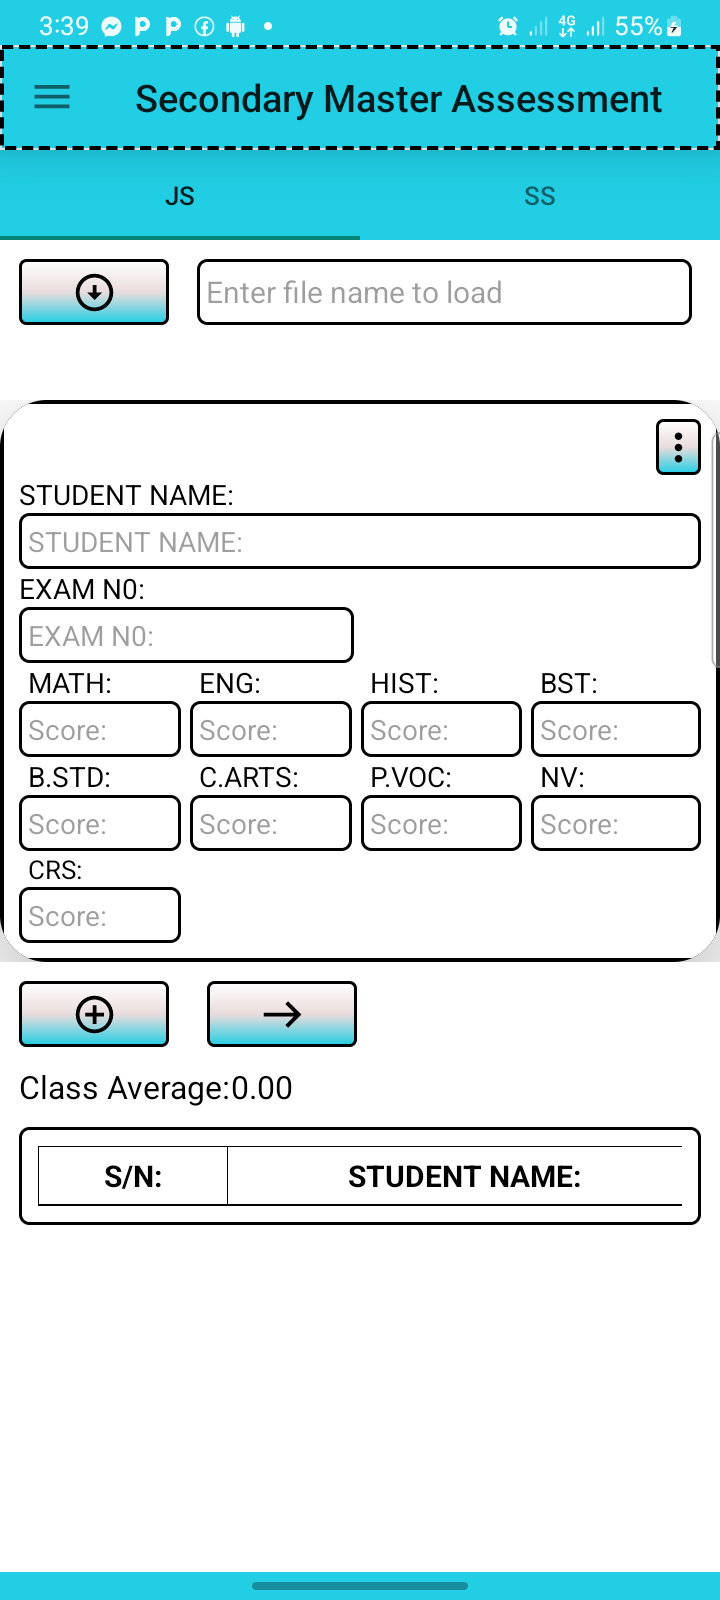 3:39 4G 55%
Secondary Master Assessment
JS SS
Enter file name to load
STUDENT NAME:
STUDENT NAME:
EXAM N0:
EXAM N0:
MATH: ENG: HIST: BST:
Score: Score: Score: Score:
B.STD: C.ARTS: P.VOC: NV:
Score: Score: Score: Score:
CRS:
Score:
Class Average:0.00
S/N: STUDENT NAME: